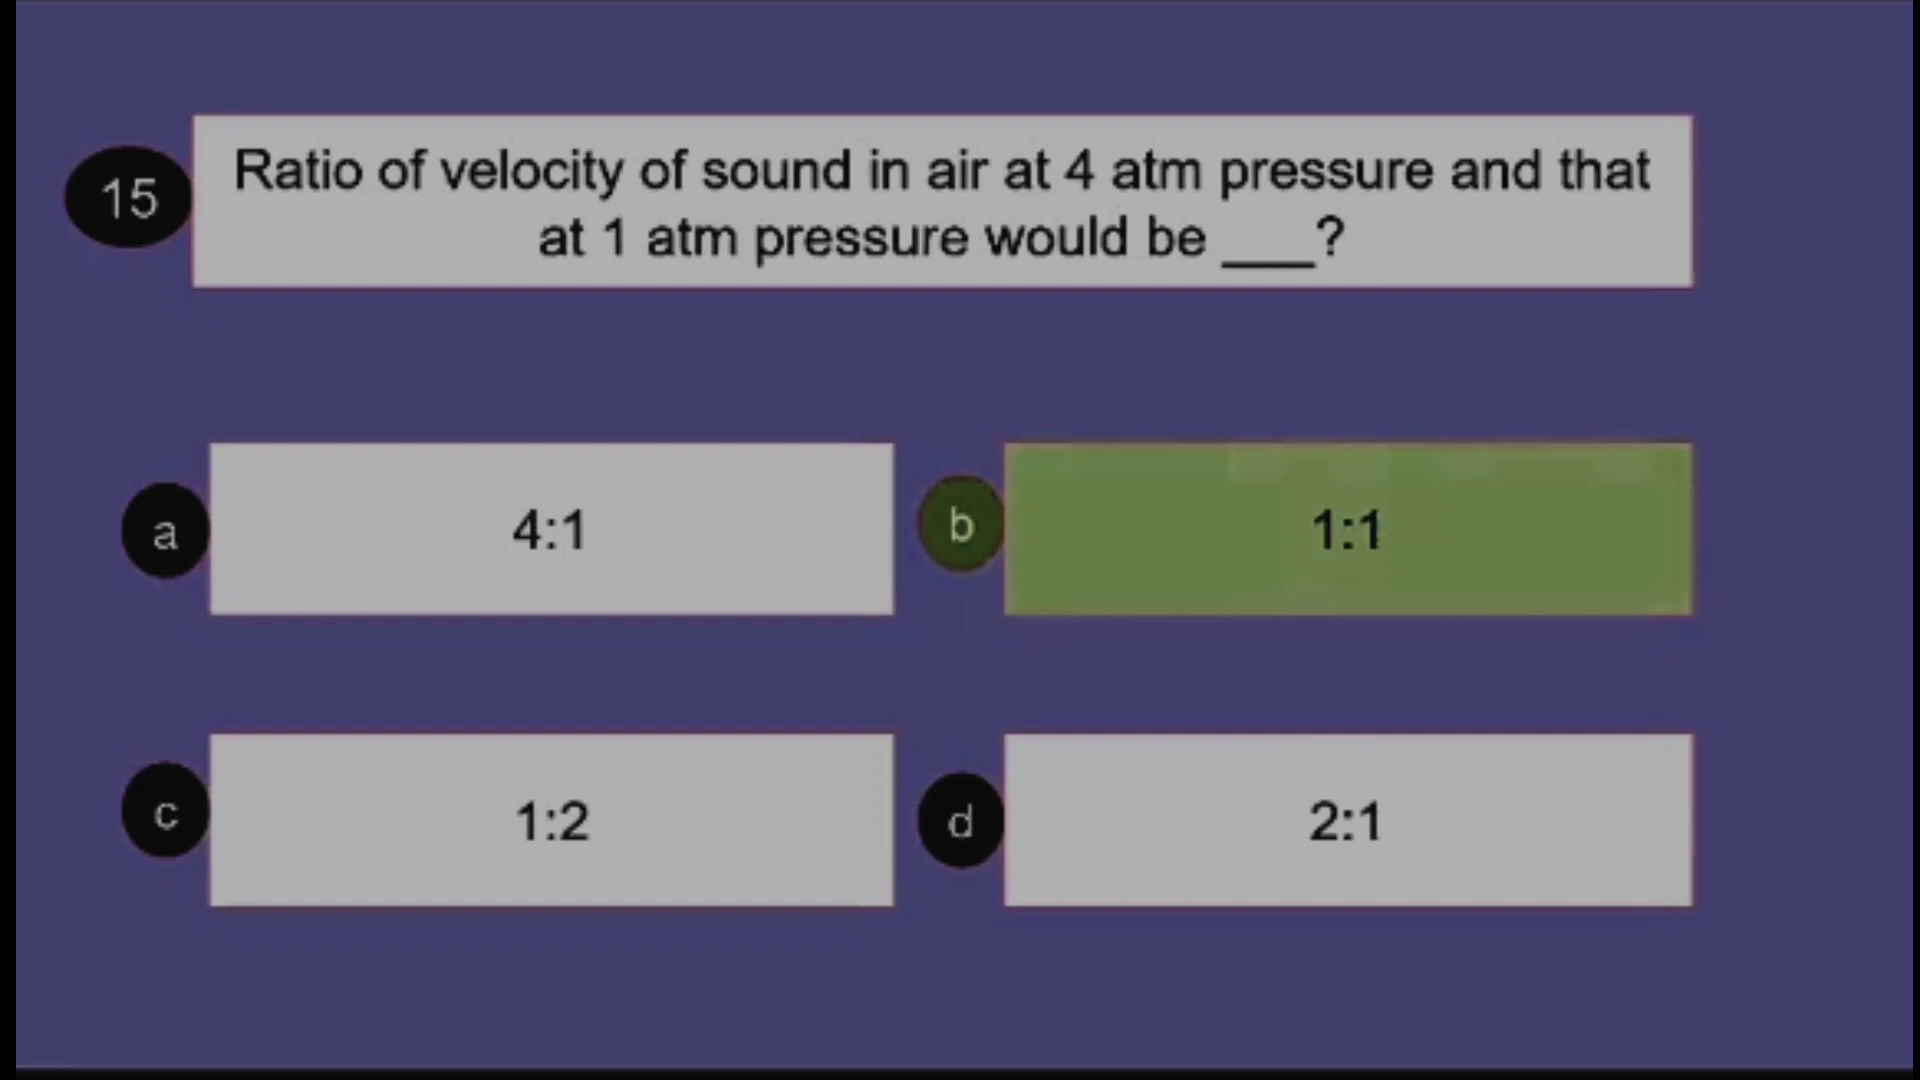 15
Ratio of velocity of sound in air at 4 atm pressure and that
at 1 atm pressure would be ___?
a
4:1
b
1:1
c
1:2
d
2:1